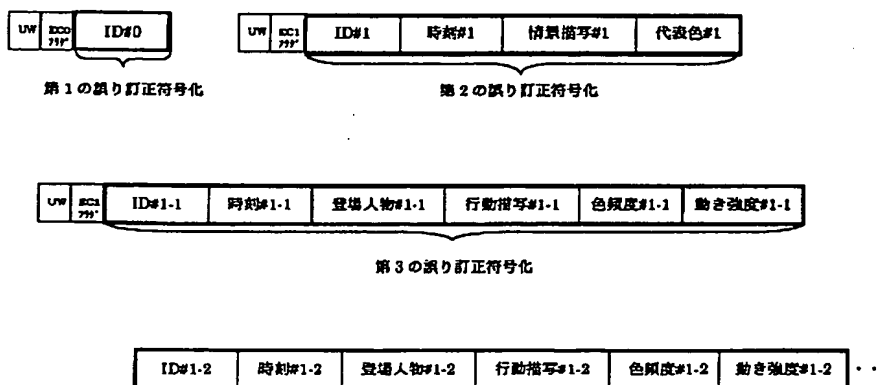 UW EC0 ﾌﾗｸﾞ ID#0
UW EC1 ﾌﾗｸﾞ ID#1 時刻#1 情景描写#1 代表色#1
第1の誤り訂正符号化
第2の誤り訂正符号化
UW EC1 ﾌﾗｸﾞ ID#1-1 時刻#1-1 登場人物#1-1 行動描写#1-1 色頻度#1-1 動き強度#1-1
第3の誤り訂正符号化
ID#1-2 時刻#1-2 登場人物#1-2 行動描写#1-2 色頻度#1-2 動き強度#1-2 ・・